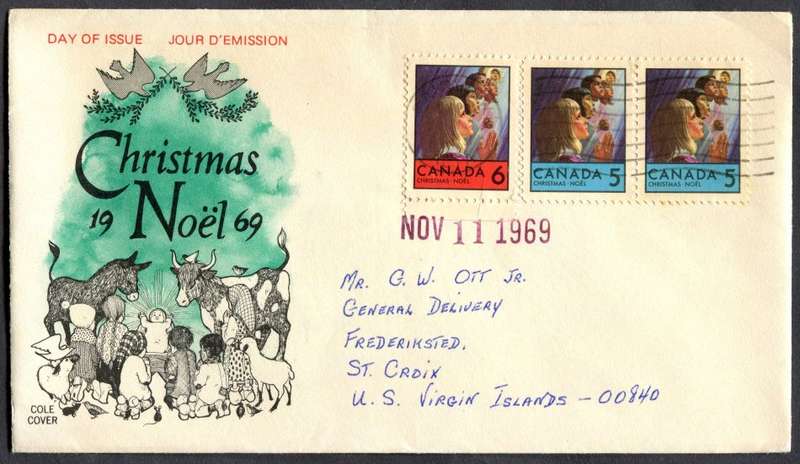 DAY OF ISSUE JOUR D'EMISSION
Christmas
19 Noël 69
COLE
COVER
CANADA 6
CHRISTMAS · NOËL
CANADA 5
CHRISTMAS · NOËL
CANADA 5
CHRISTMAS · NOËL
NOV 11 1969
MR. G. W. OTT JR.
GENERAL DELIVERY
FREDERIKSTED.
ST. CROIX
U. S. VIRGIN ISLANDS - 00840